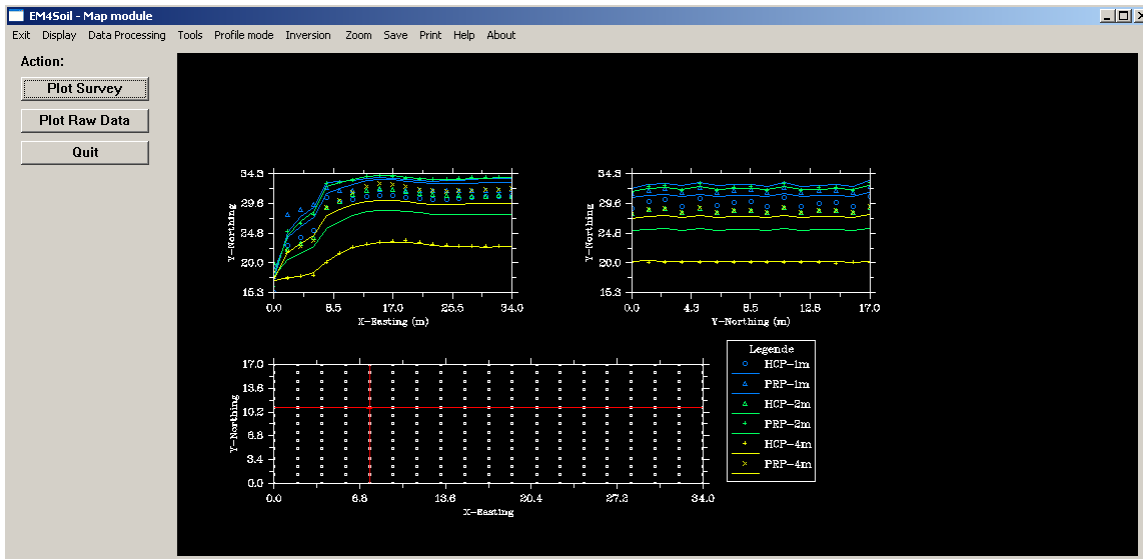 EM4Soil - Map module
Exit Display Data Processing Tools Profile mode Inversion Zoom Save Print Help About
Action:
Plot Survey
Plot Raw Data
Quit
34.3
29.6
24.8
20.0
15.3
Y-Northing
0.0 8.5 17.0 25.5 34.0
X-Easting (m)
34.3
29.6
24.8
20.0
15.3
Y-Northing
0.0 4.3 8.5 12.8 17.0
Y-Northing (m)
17.0
13.6
10.2
6.8
3.4
0.0
Y-Northing
0.0 6.8 13.6 20.4 27.2 34.0
X-Easting
Legende
HCP-1m
PRP-1m
HCP-2m
PRP-2m
HCP-4m
PRP-4m